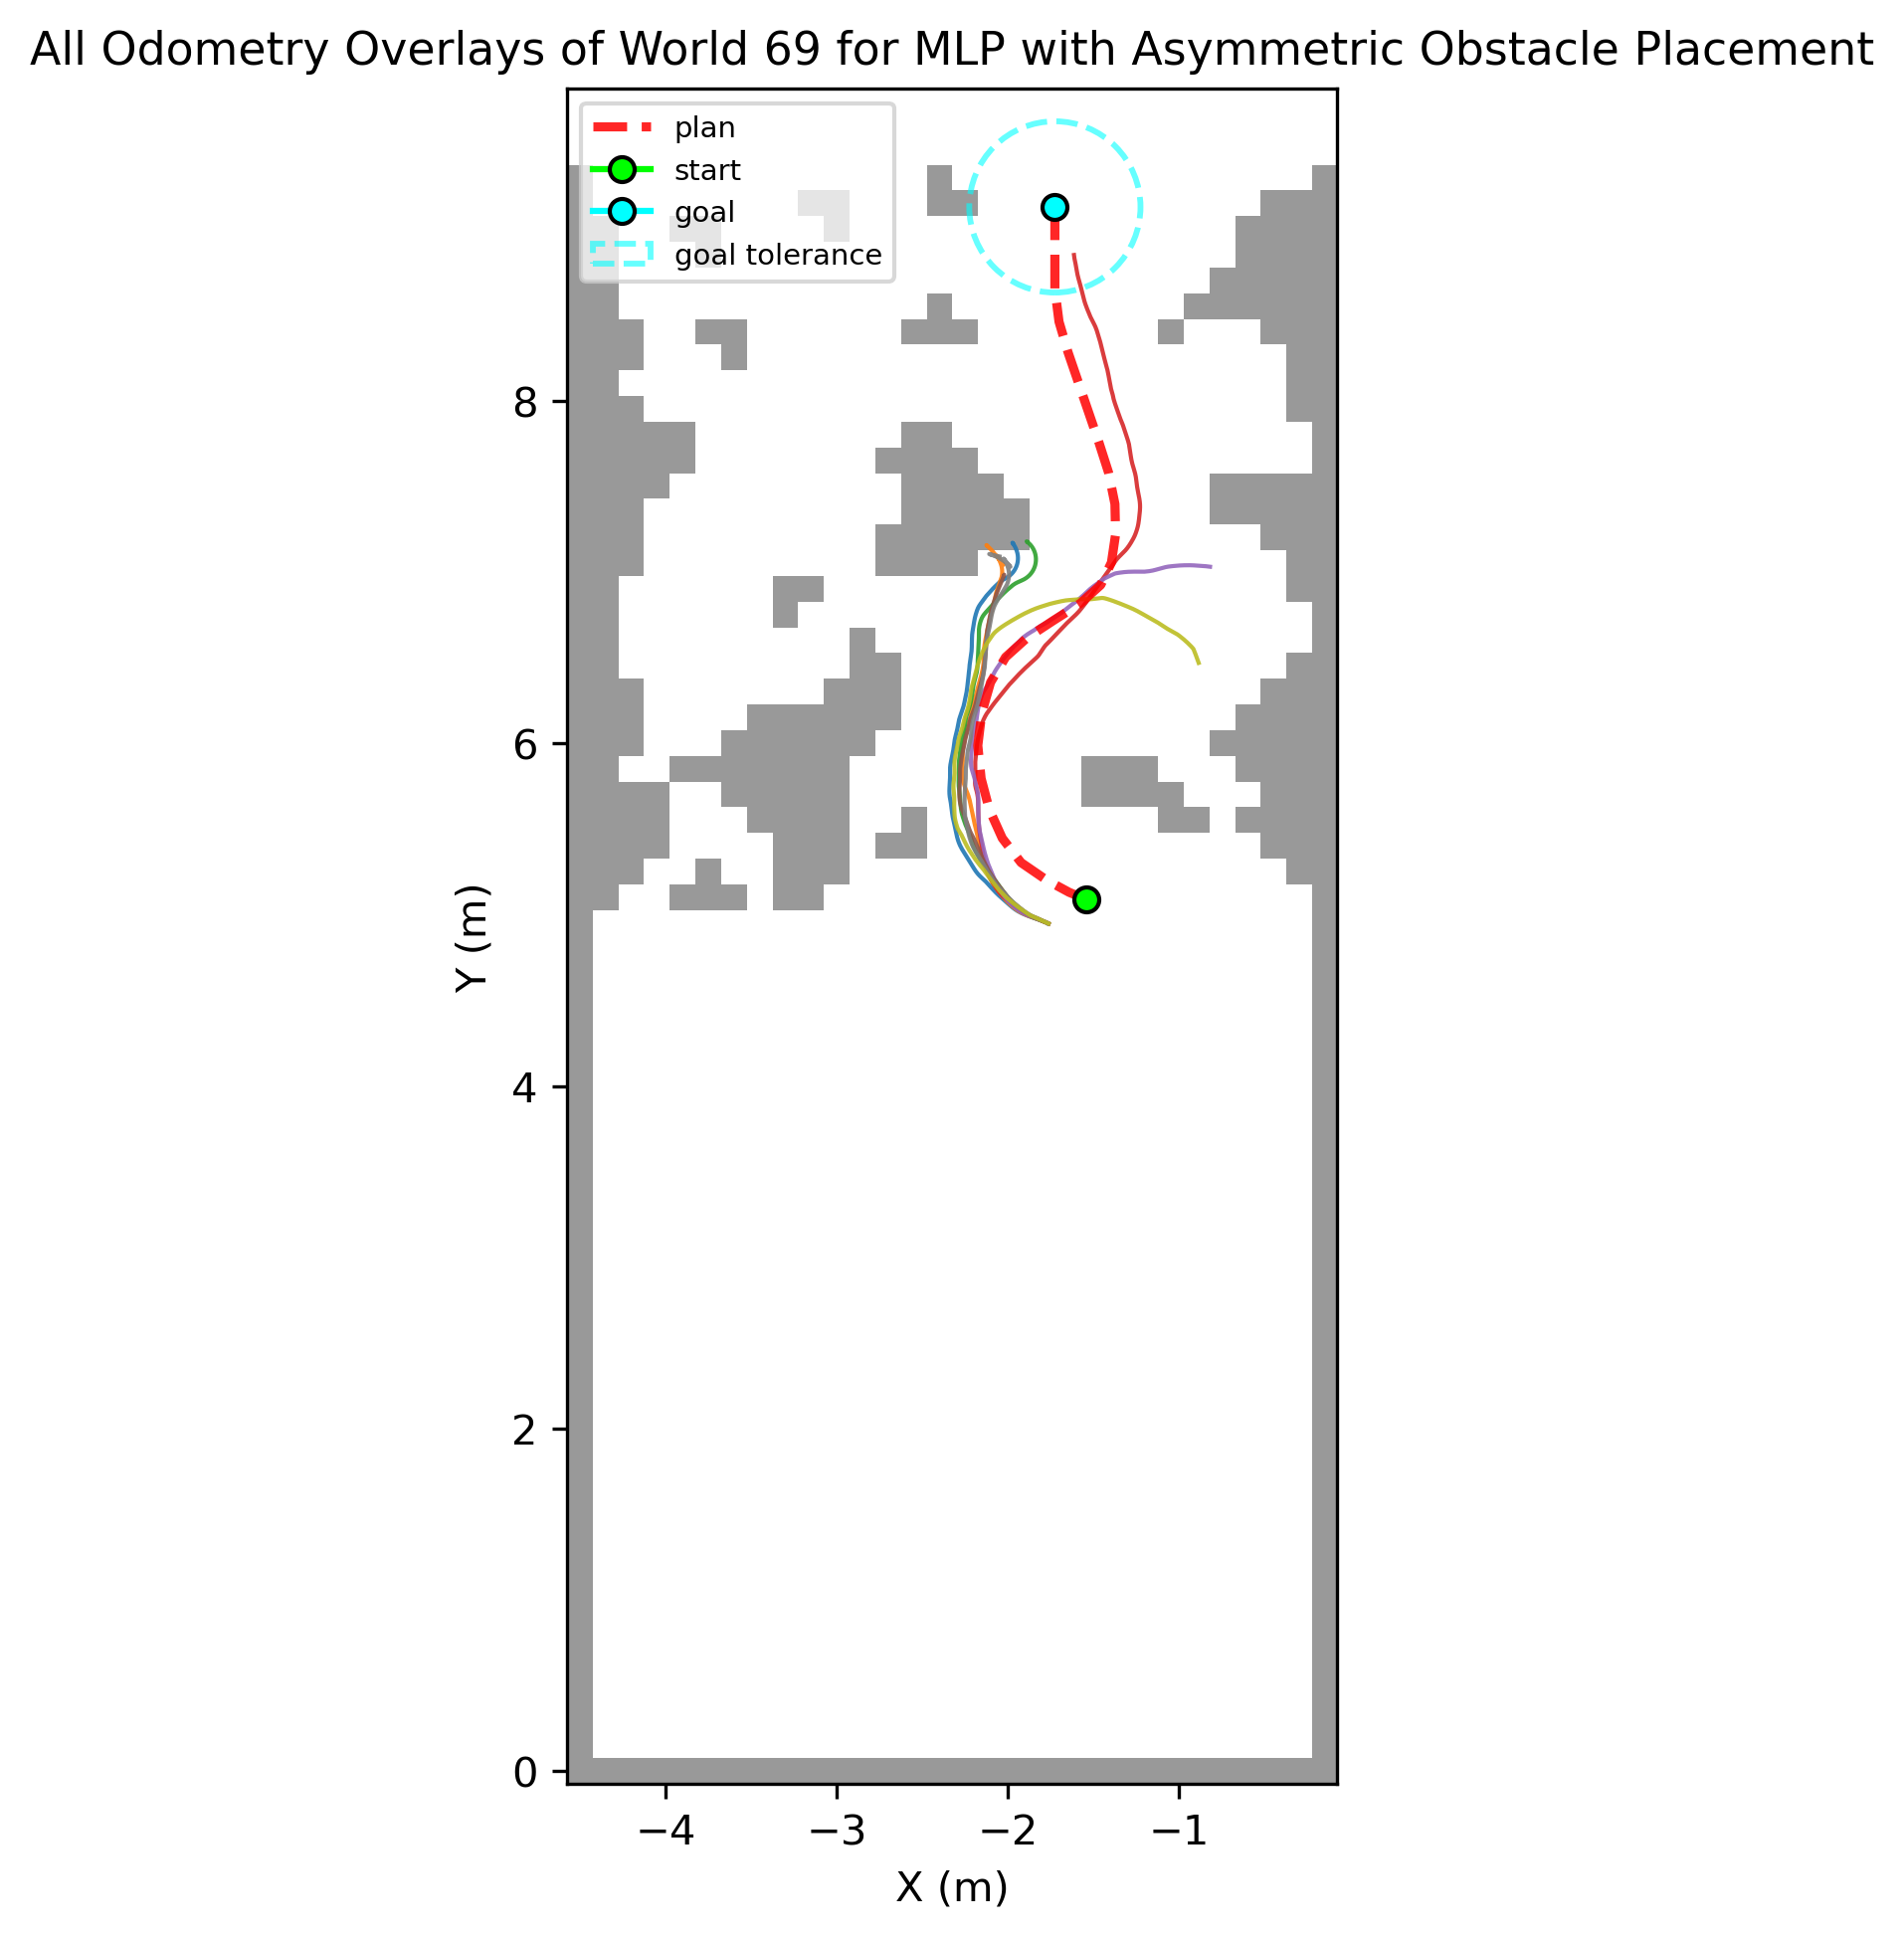 All Odometry Overlays of World 69 for MLP with Asymmetric Obstacle Placement
plan
start
goal
goal tolerance
8
6
4
2
0
Y (m)
−4
−3
−2
−1
X (m)